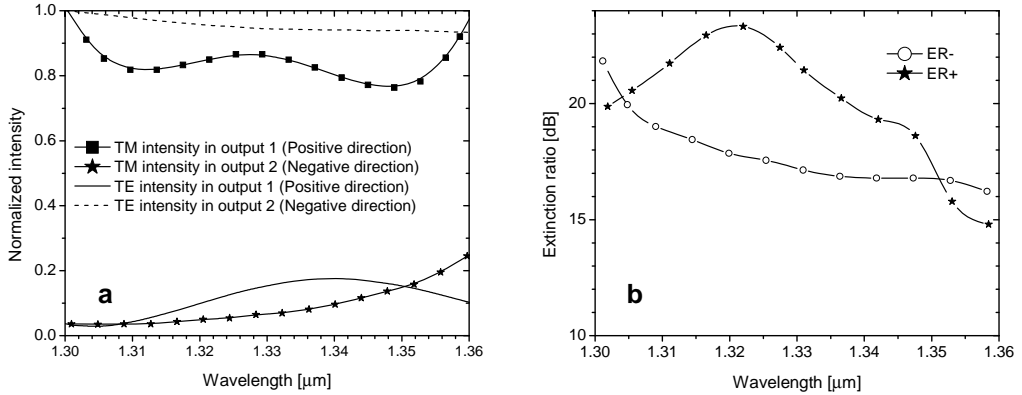 1.0
0.8
0.6
0.4
0.2
0.0
Normalized intensity
TM intensity in output 1 (Positive direction)
TM intensity in output 2 (Negative direction)
TE intensity in output 1 (Positive direction)
TE intensity in output 2 (Negative direction)
a
1.30 1.31 1.32 1.33 1.34 1.35 1.36
Wavelength [μm]
Extinction ratio [dB]
20
15
10
ER-
ER+
b
1.30 1.31 1.32 1.33 1.34 1.35 1.36
Wavelength [μm]